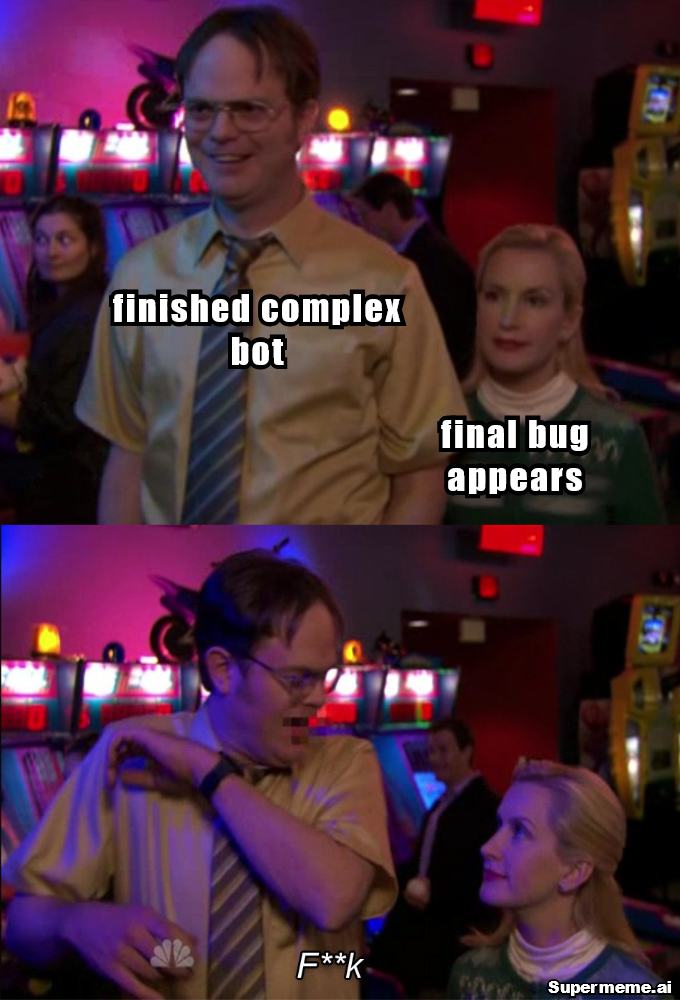 finished complex
bot
final bug
appears
F**k
Supermeme.ai